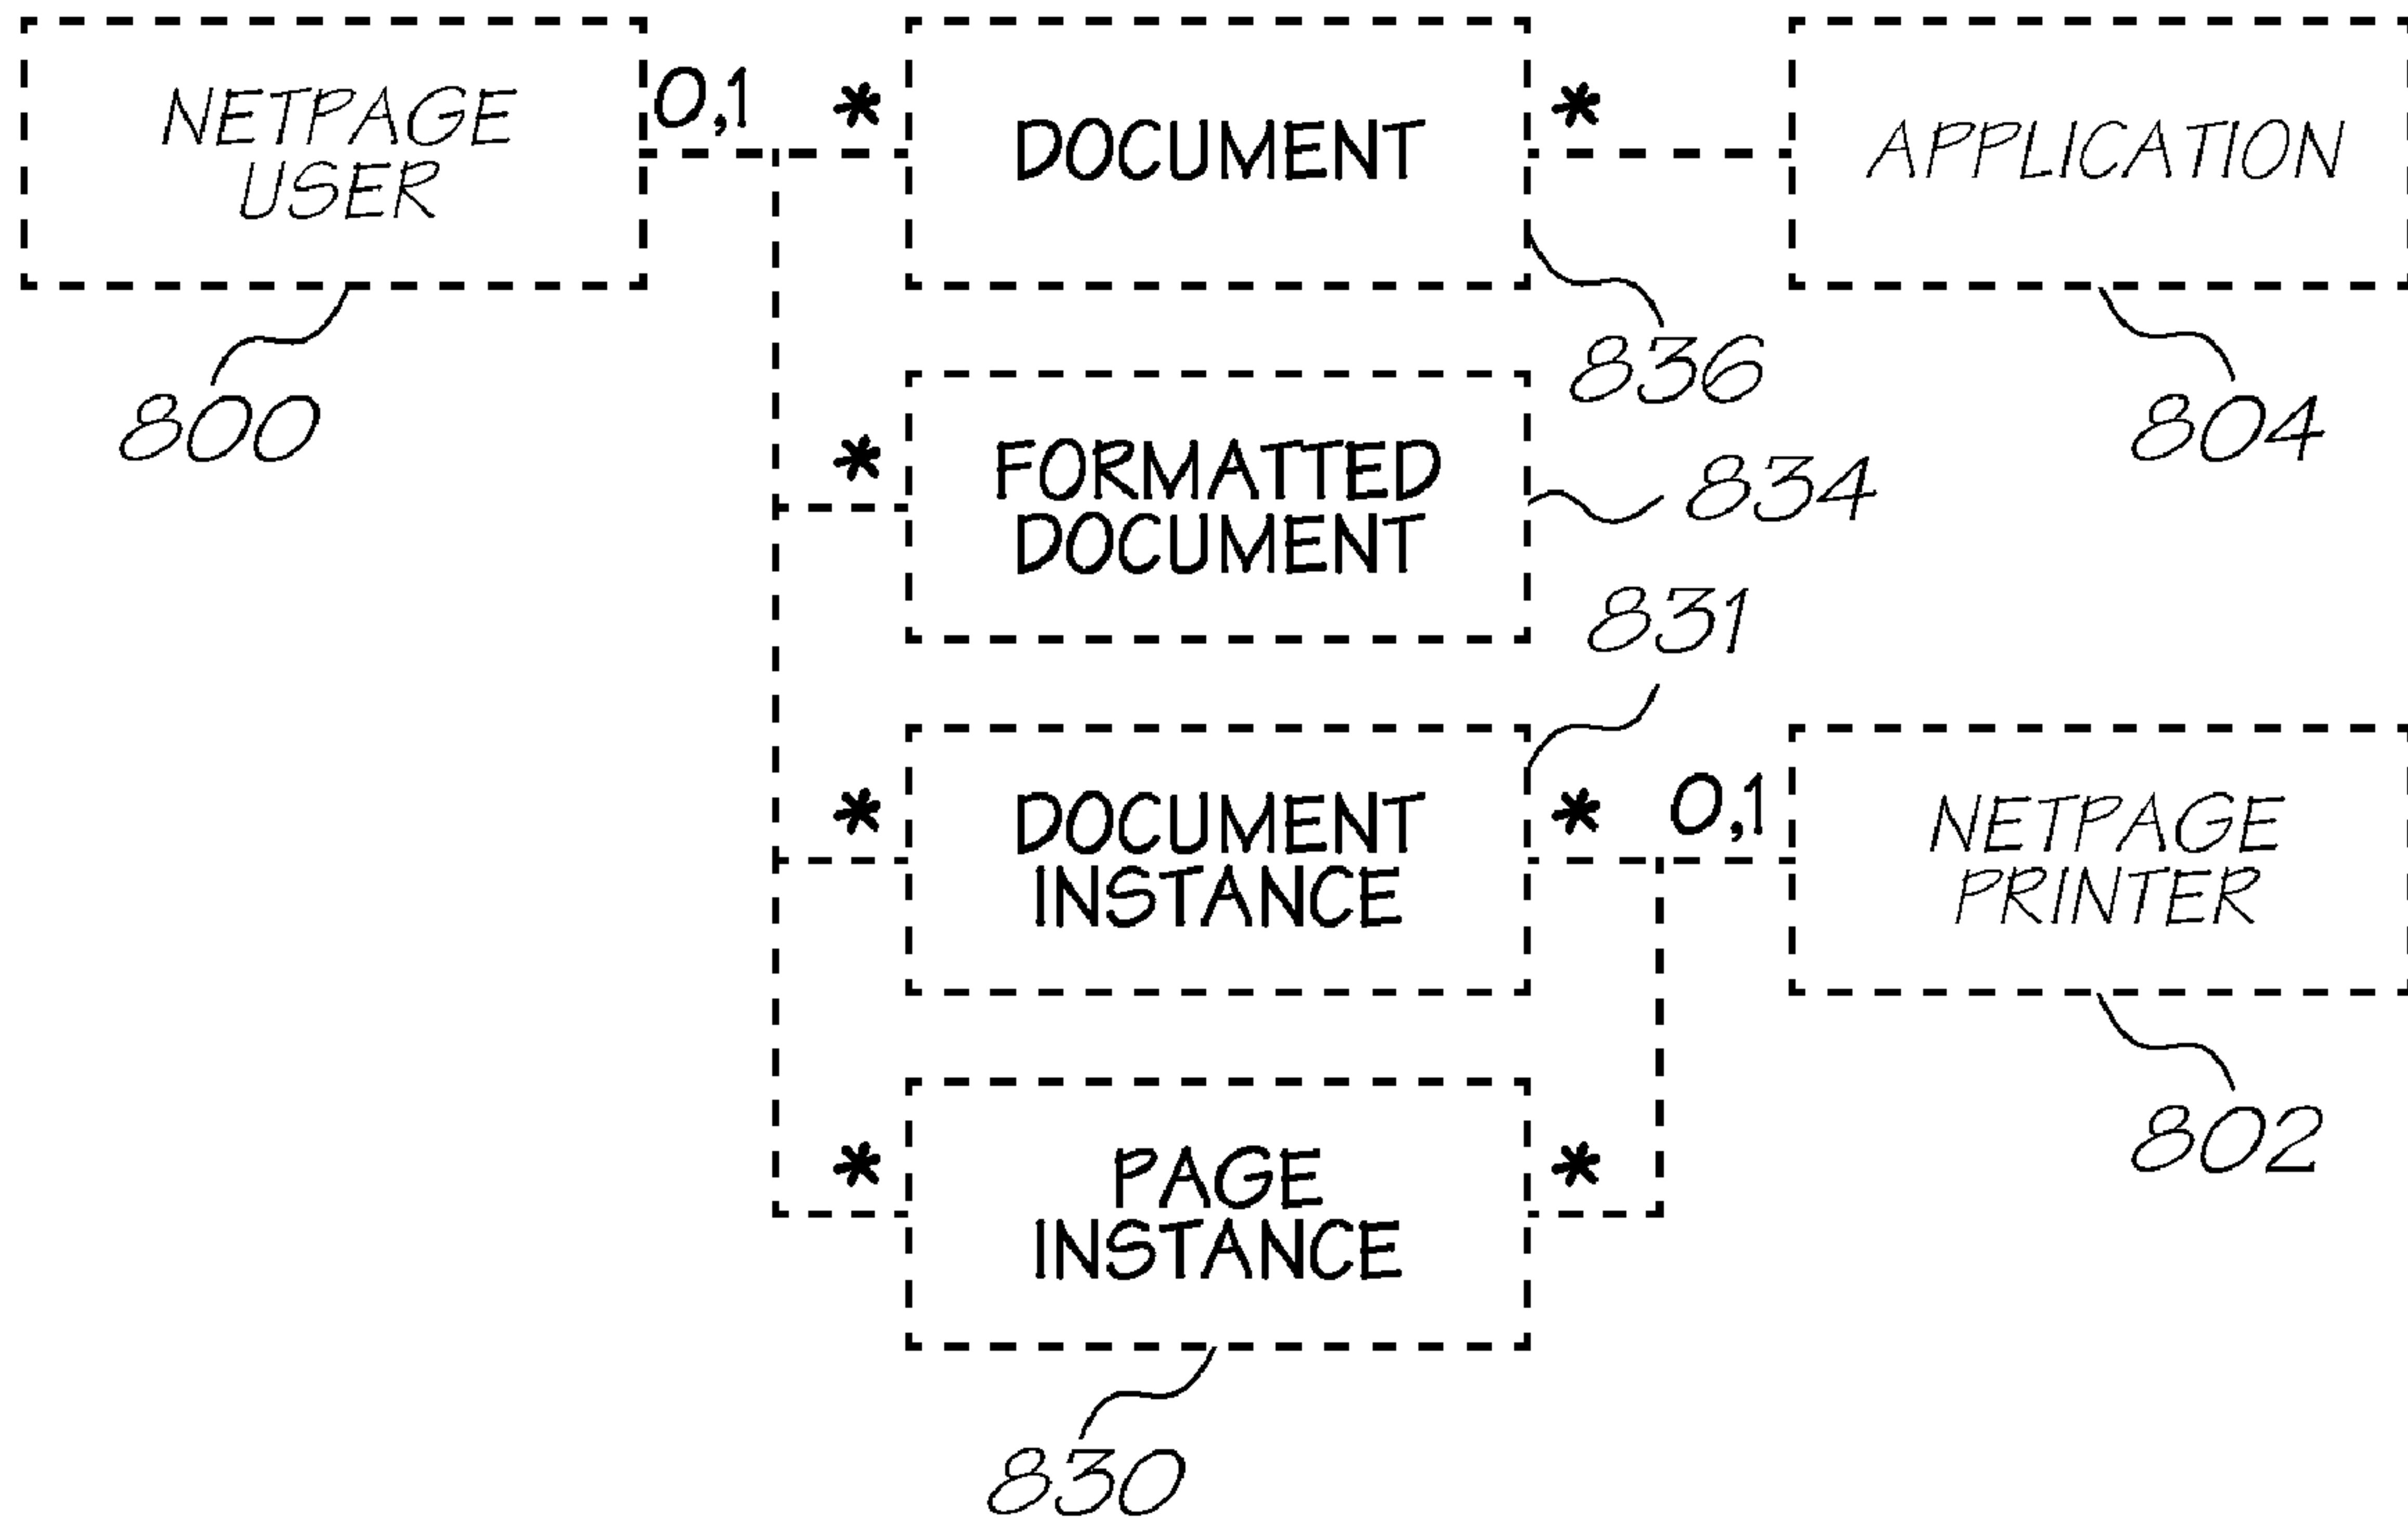 NETPAGE
USER
0,1
*
DOCUMENT
*
APPLICATION
800
836
804
*
FORMATTED
DOCUMENT
834
831
*
DOCUMENT
INSTANCE
*
0,1
NETPAGE
PRINTER
802
*
PAGE
INSTANCE
*
830